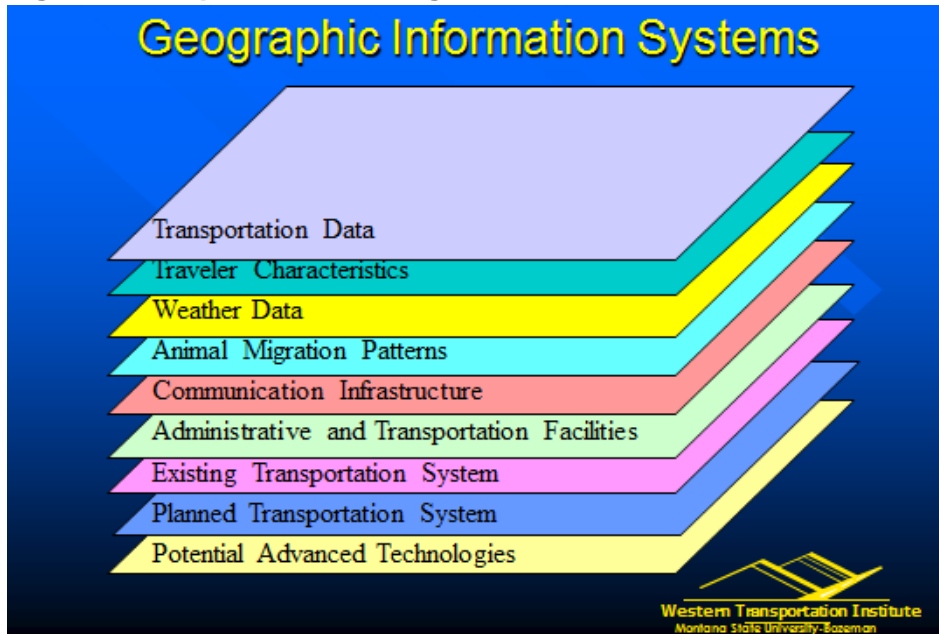 Geographic Information Systems
Transportation Data
Traveler Characteristics
Weather Data
Animal Migration Patterns
Communication Infrastructure
Administrative and Transportation Facilities
Existing Transportation System
Planned Transportation System
Potential Advanced Technologies
Western Transportation Institute
Montana State University-Bozeman